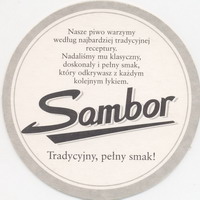 Nasze piwo warzymy
według najbardziej tradycyjnej
receptury.
Nadaliśmy mu klasyczny,
doskonały i pełny smak,
który odkrywasz z każdym
kolejnym łykiem.
Sambor
Tradycyjny, pełny smak!